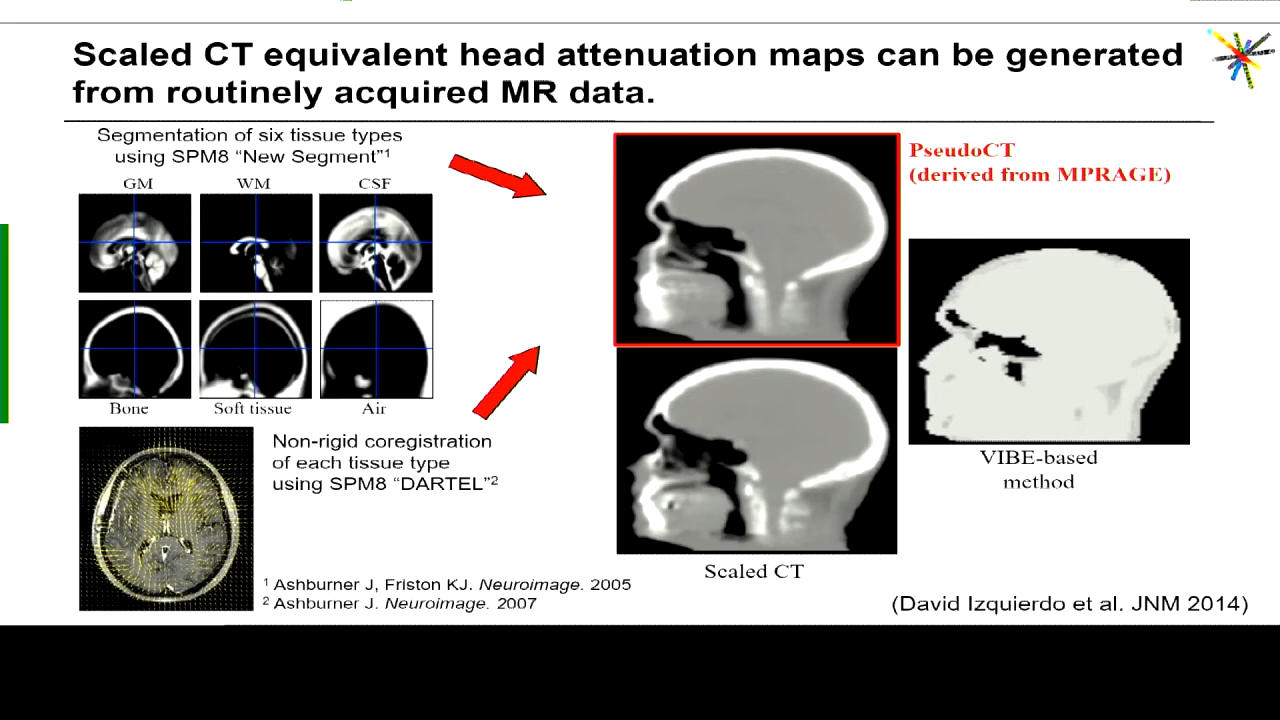 Scaled CT equivalent head attenuation maps can be generated
from routinely acquired MR data.
Segmentation of six tissue types
using SPM8 “New Segment”¹
GM WM CSF
Bone Soft tissue Air
Non-rigid coregistration
of each tissue type
using SPM8 “DARTEL”²
PseudoCT
(derived from MPRAGE)
VIBE-based
method
Scaled CT
¹ Ashburner J, Friston KJ. Neuroimage. 2005
² Ashburner J. Neuroimage. 2007
(David Izquierdo et al. JNM 2014)